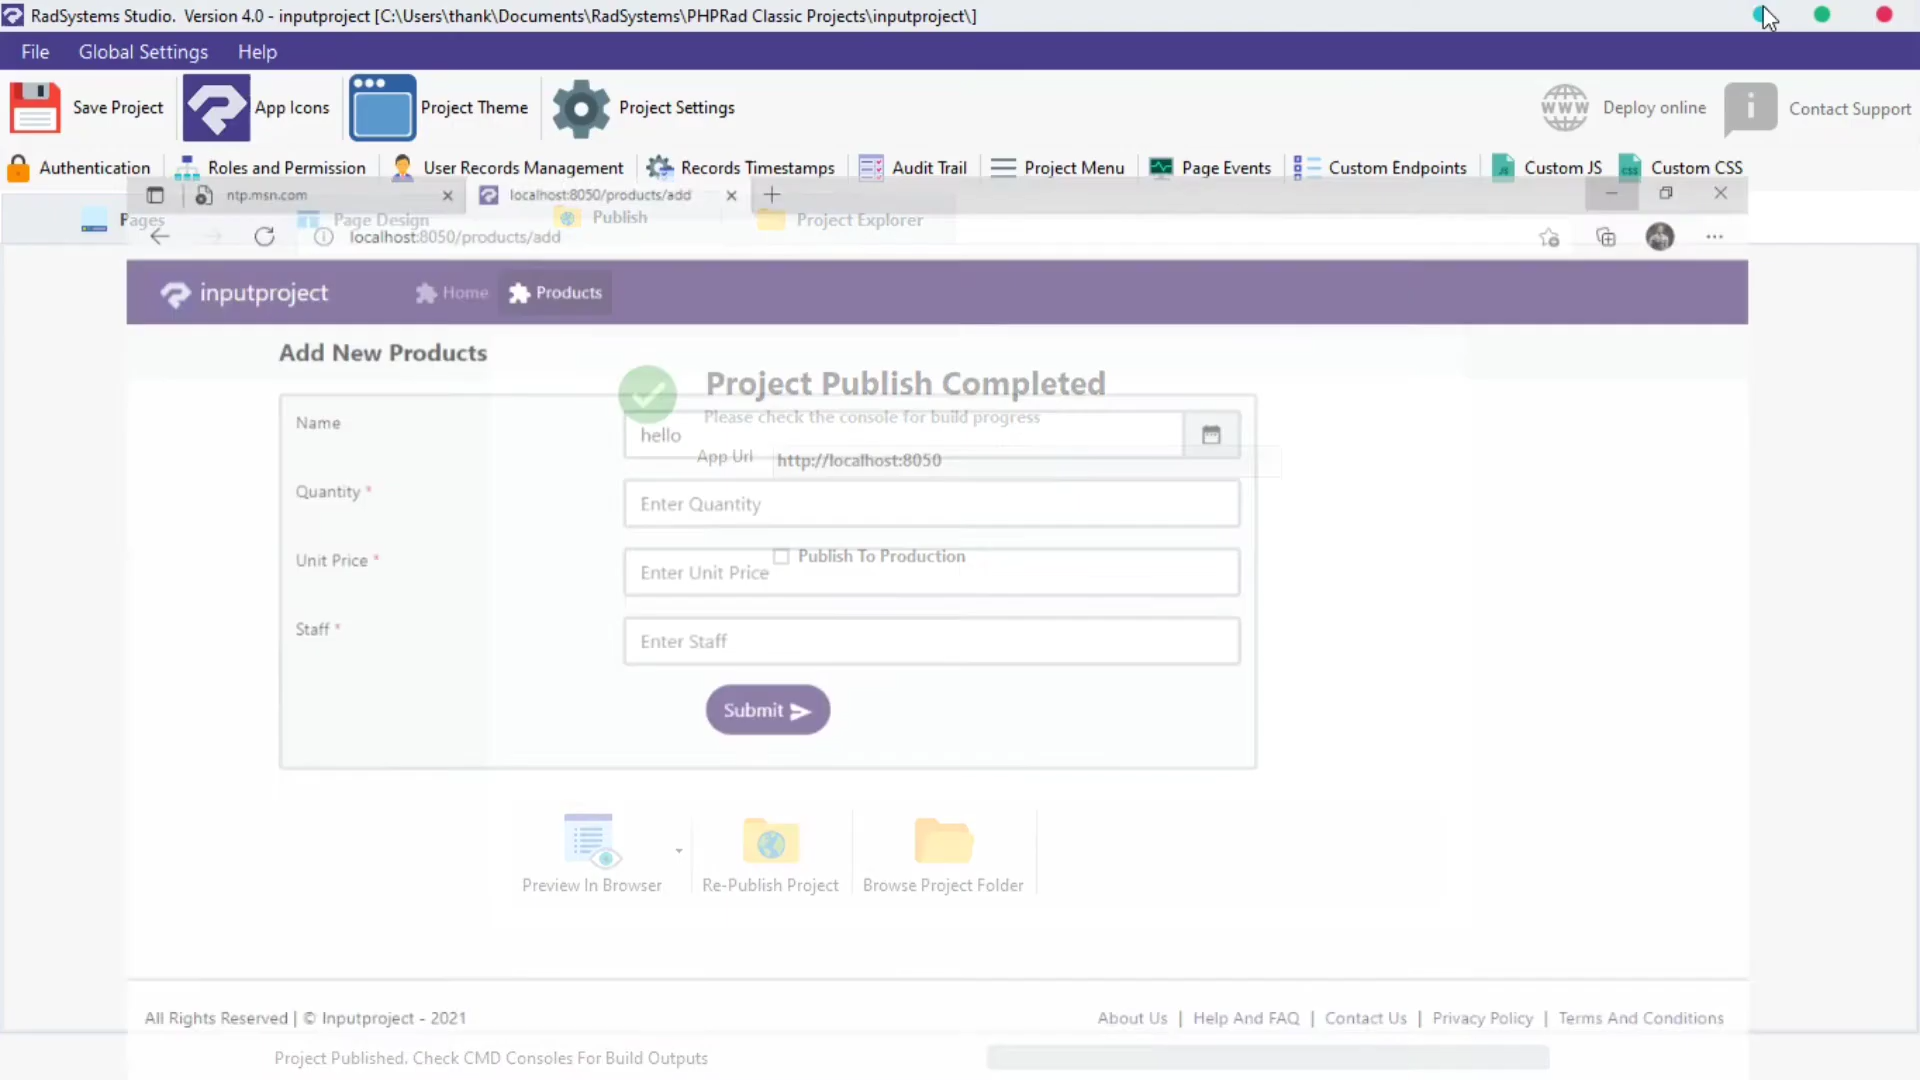 RadSystems Studio. Version 4.0 - inputproject [C:\Users\thank\Documents\RadSystems\PHPRad Classic Projects\inputproject\]
File Global Settings Help
Save Project App Icons Project Theme Project Settings WWW Deploy online Contact Support
Authentication Roles and Permission User Records Management Records Timestamps Audit Trail Project Menu Page Events Custom Endpoints Custom JS Custom CSS
ntp.msn.com localhost:8050/products/add
Pages Page Design Publish Project Explorer
localhost:8050/products/add
inputproject Home Products
Add New Products
Project Publish Completed
Please check the console for build progress
Name hello
App Url http://localhost:8050
Quantity * Enter Quantity
Publish To Production
Unit Price * Enter Unit Price
Staff * Enter Staff
Submit
Preview In Browser Re-Publish Project Browse Project Folder
All Rights Reserved | © Inputproject - 2021 About Us | Help And FAQ | Contact Us | Privacy Policy | Terms And Conditions
Project Published. Check CMD Consoles For Build Outputs